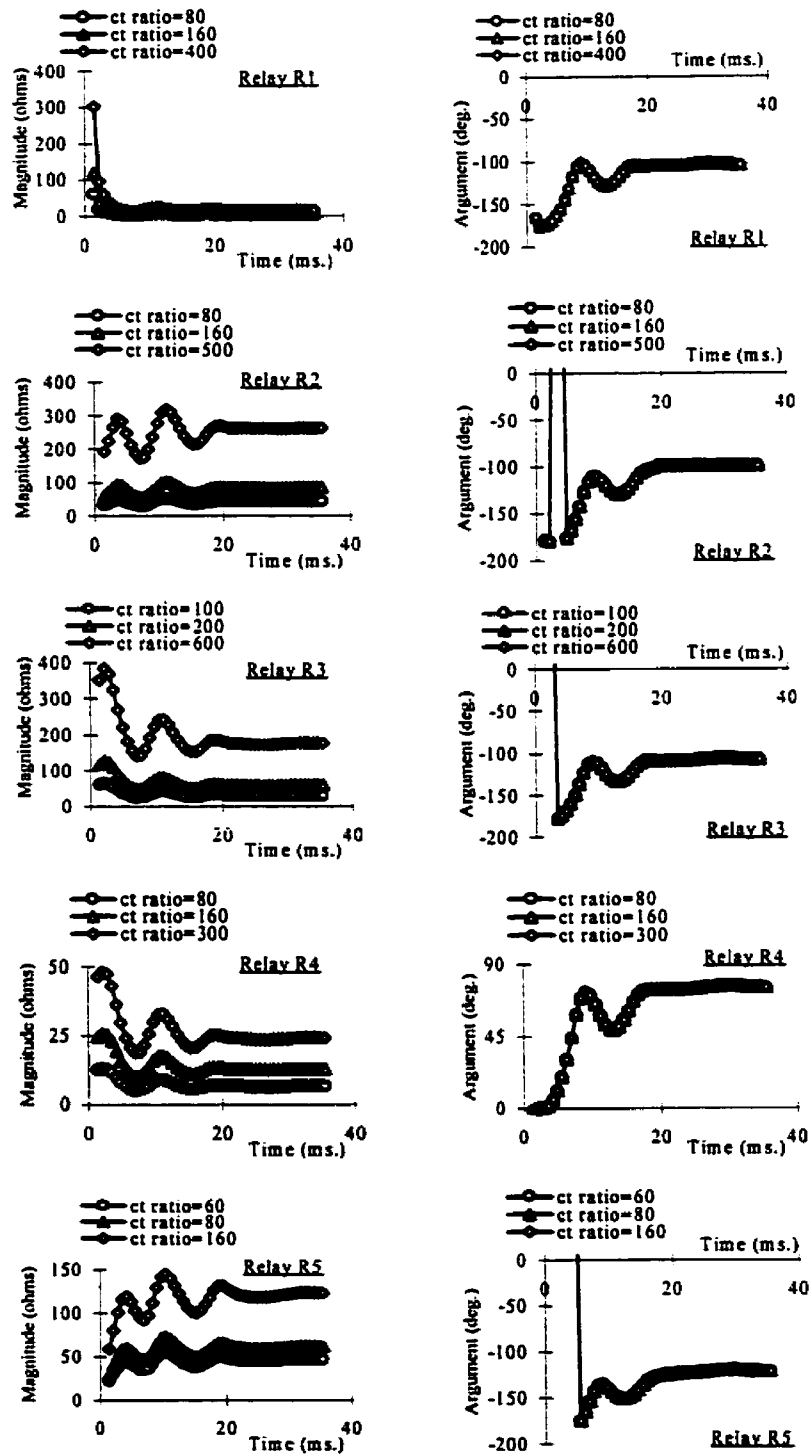 ct ratio=80
ct ratio=160
ct ratio=400
Relay R1
Magnitude (ohms)
400
300
200
100
0
0
20
40
Time (ms.)
ct ratio=80
ct ratio=160
ct ratio=400
Time (ms.)
0
20
40
0
-50
-100
-150
-200
Argument (deg.)
Relay R1
ct ratio=80
ct ratio=160
ct ratio=500
Relay R2
Magnitude (ohms)
400
300
200
100
0
0
20
40
Time (ms.)
ct ratio=80
ct ratio=160
ct ratio=500
Time (ms.)
0
20
40
0
-50
-100
-150
-200
Argument (deg.)
Relay R2
ct ratio=100
ct ratio=200
ct ratio=600
Relay R3
Magnitude (ohms)
400
300
200
100
0
0
20
40
Time (ms.)
ct ratio=100
ct ratio=200
ct ratio=600
Time (ms.)
0
20
40
0
-50
-100
-150
-200
Argument (deg.)
Relay R3
ct ratio=80
ct ratio=160
ct ratio=300
Relay R4
Magnitude (ohms)
50
25
0
0
20
40
Time (ms.)
ct ratio=80
ct ratio=160
ct ratio=300
Relay R4
Argument (deg.)
90
45
0
0
20
40
Time (ms.)
ct ratio=60
ct ratio=80
ct ratio=160
Relay R5
Magnitude (ohms)
150
100
50
0
0
20
40
Time (ms.)
ct ratio=60
ct ratio=80
ct ratio=160
Time (ms.)
0
20
40
0
-50
-100
-150
-200
Argument (deg.)
Relay R5